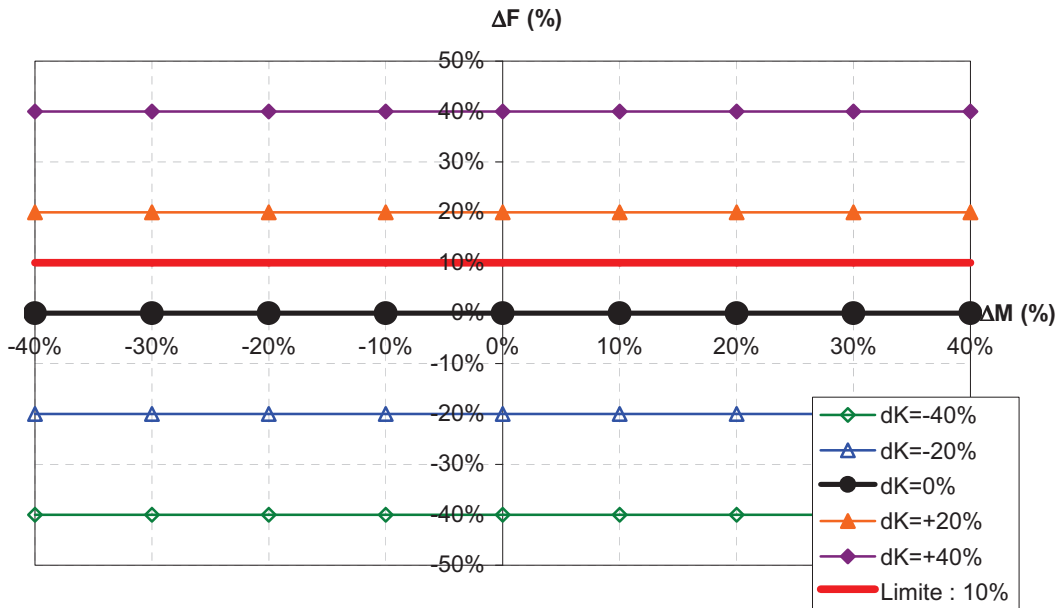 ΔF (%)
50%
40%
30%
20%
10%
0%
ΔM (%)
-40% -30% -20% -10% 0% 10% 20% 30% 40%
-10%
-20%
-30%
-40%
-50%
dK=-40%
dK=-20%
dK=0%
dK=+20%
dK=+40%
Limite : 10%